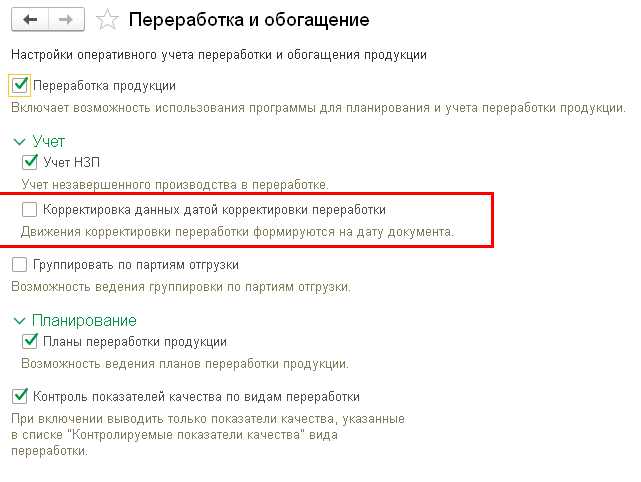 Переработка и обогащение
Настройки оперативного учета переработки и обогащения продукции
Переработка продукции
Включает возможность использования программы для планирования и учета переработки продукции.
Учет
Учет НЗП
Учет незавершенного производства в переработке.
Корректировка данных датой корректировки переработки
Движения корректировки переработки формируются на дату документа.
Группировать по партиям отгрузки
Возможность ведения группировки по партиям отгрузки.
Планирование
Планы переработки продукции
Возможность ведения планов переработки продукции.
Контроль показателей качества по видам переработки
При включении выводить только показатели качества, указанные
в списке "Контролируемые показатели качества" вида
переработки.